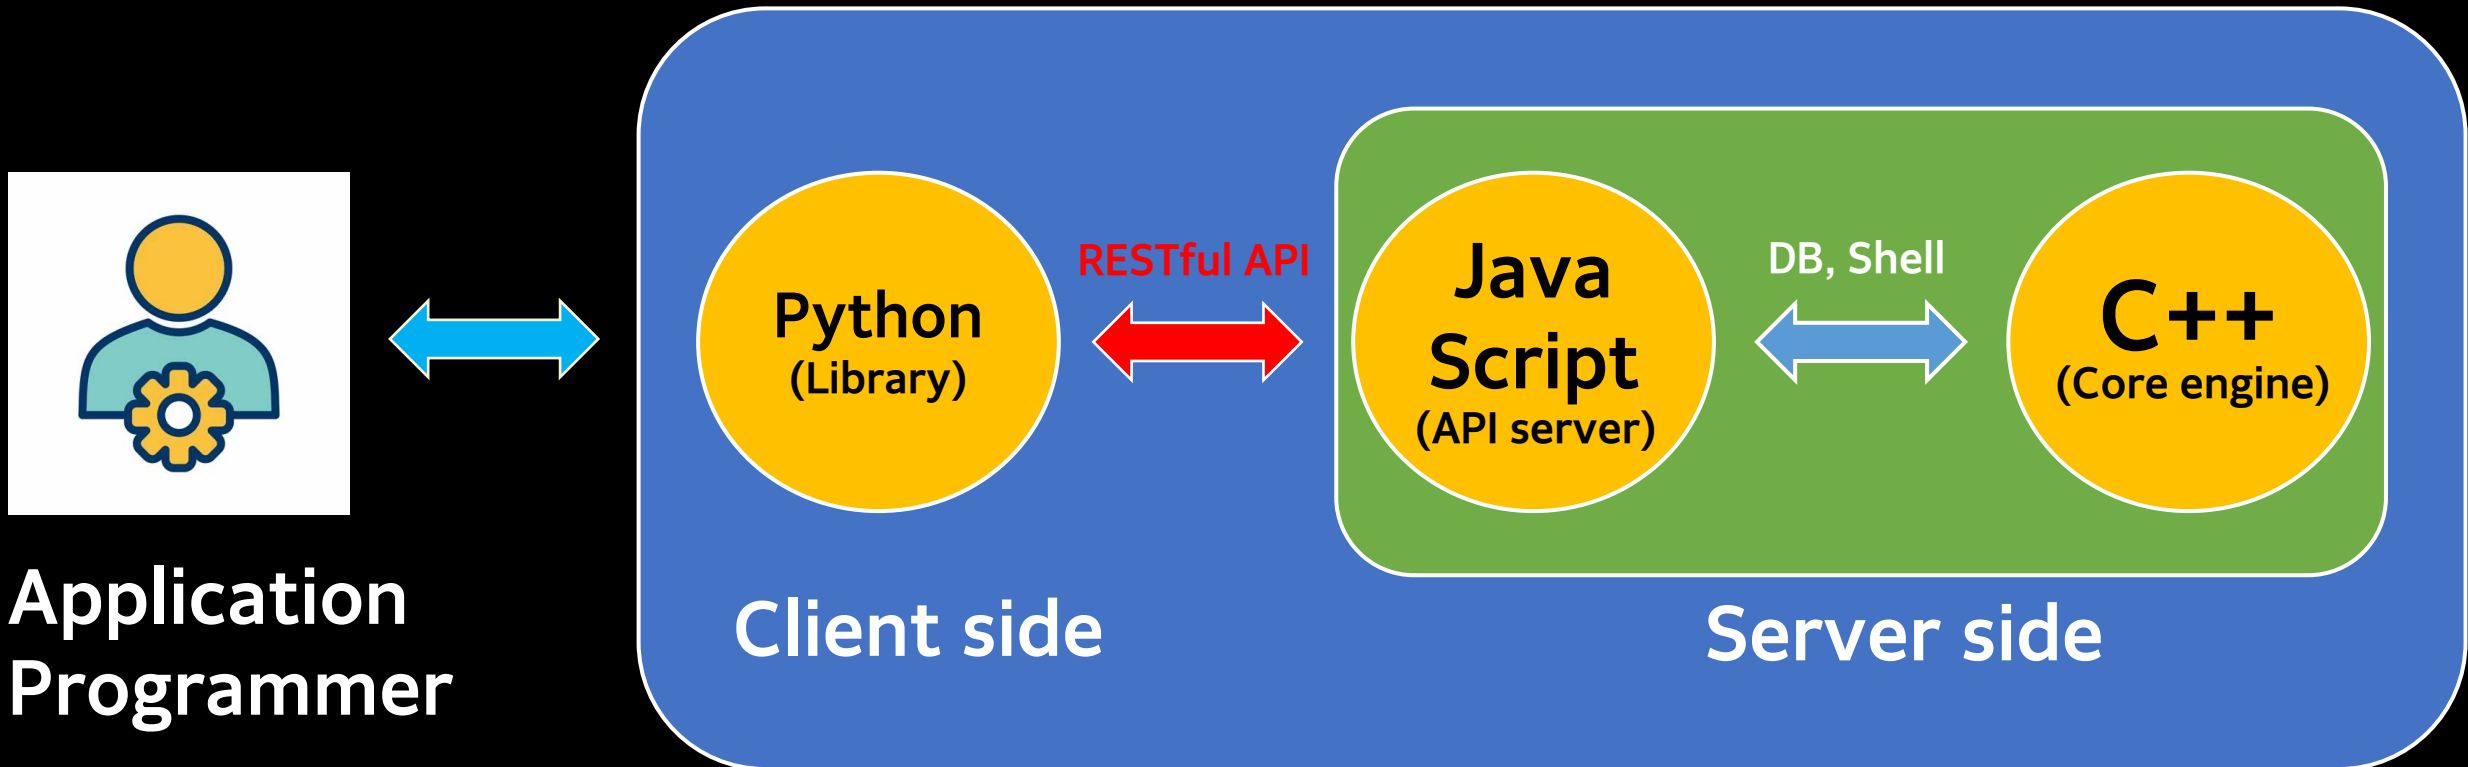 Application
Programmer
Python
(Library)
RESTful API
Java
Script
(API server)
DB, Shell
C++
(Core engine)
Client side
Server side